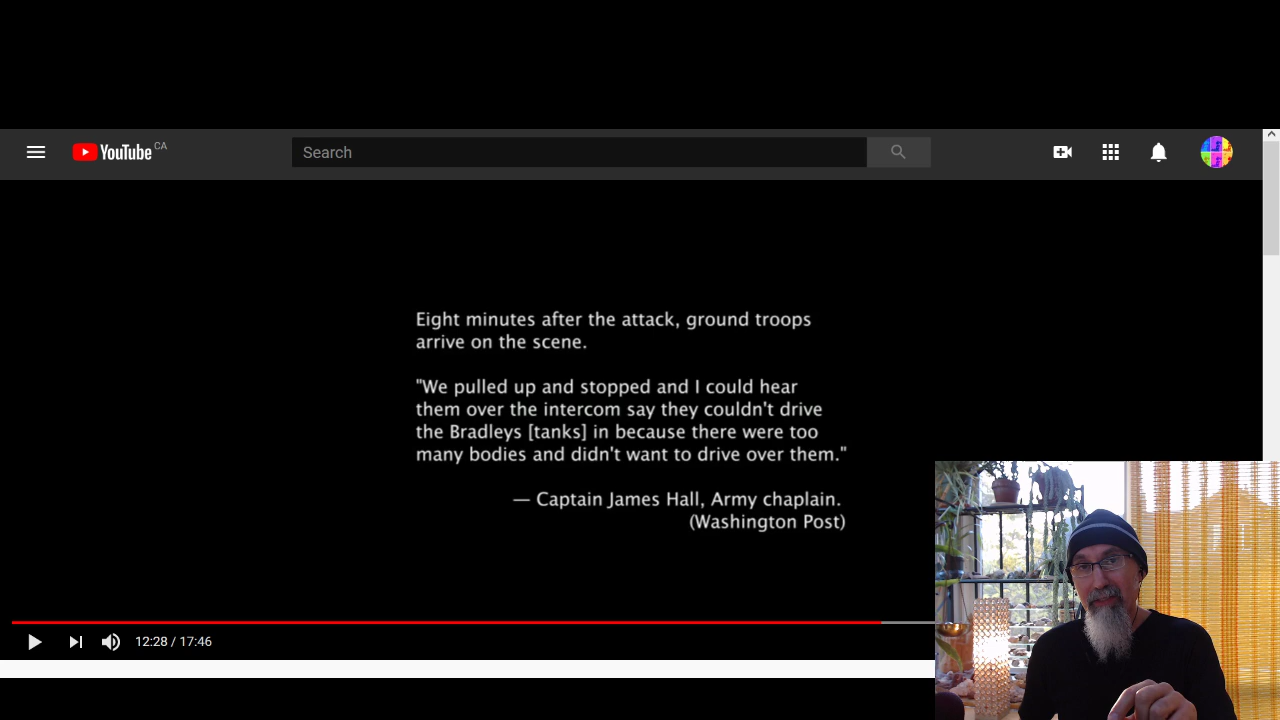 YouTube CA
Search
Eight minutes after the attack, ground troops
arrive on the scene.
"We pulled up and stopped and I could hear
them over the intercom say they couldn't drive
the Bradleys [tanks] in because there were too
many bodies and didn't want to drive over them."
— Captain James Hall, Army chaplain.
(Washington Post)
12:28 / 17:46